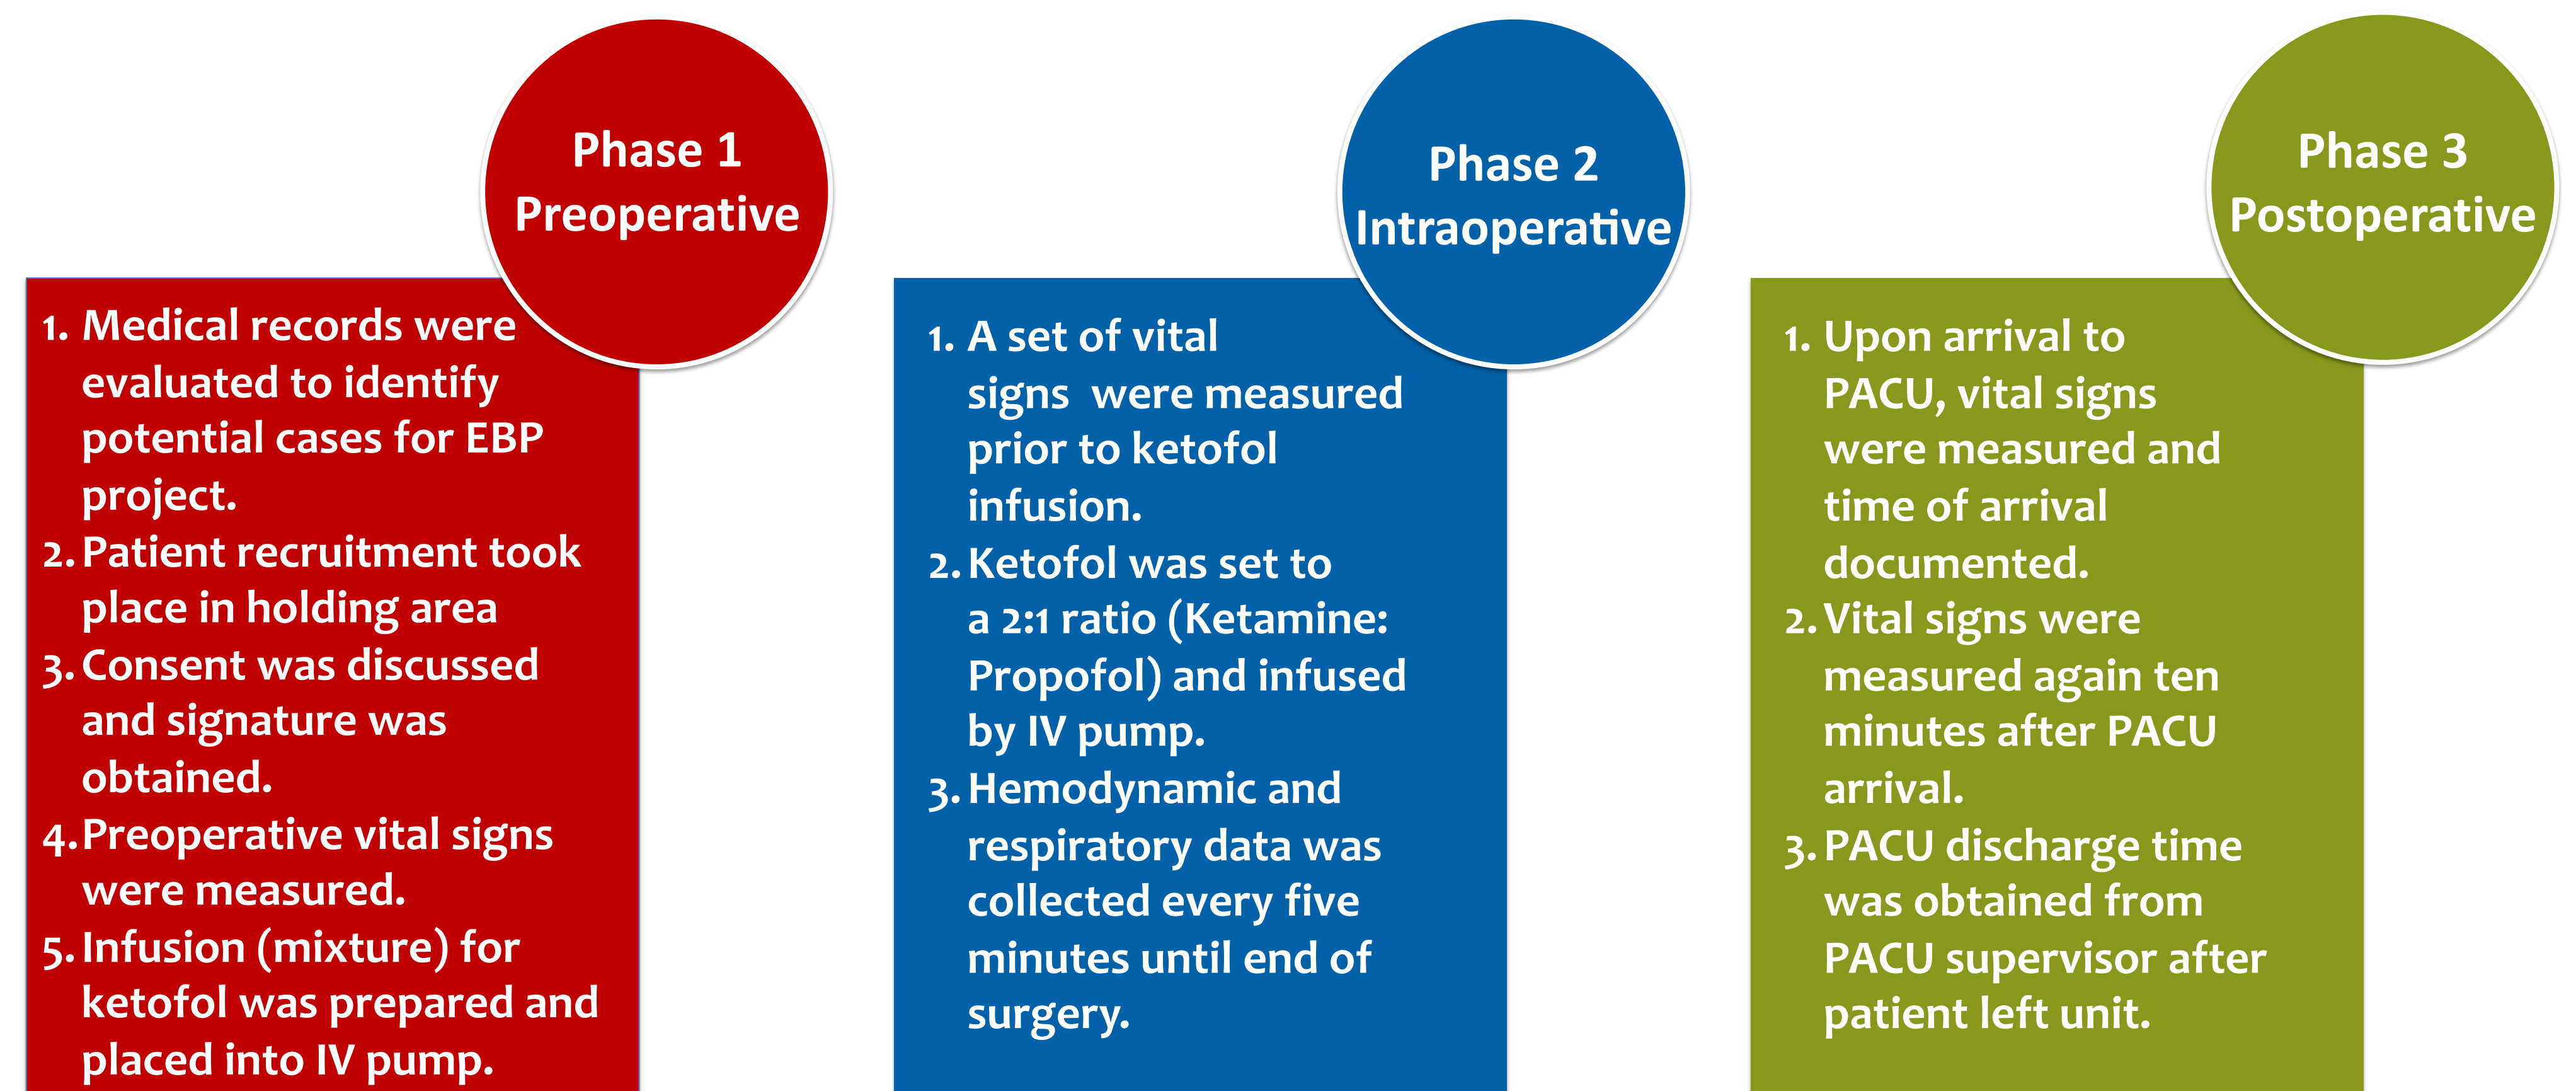 Phase 1
Preoperative
1. Medical records were
evaluated to identify
potential cases for EBP
project.
2. Patient recruitment took
place in holding area
3. Consent was discussed
and signature was
obtained.
4. Preoperative vital signs
were measured.
5. Infusion (mixture) for
ketofol was prepared and
placed into IV pump.
Phase 2
Intraoperative
1. A set of vital
signs  were measured
prior to ketofol
infusion.
2. Ketofol was set to
a 2:1 ratio (Ketamine:
Propofol) and infused
by IV pump.
3. Hemodynamic and
respiratory data was
collected every five
minutes until end of
surgery.
Phase 3
Postoperative
1. Upon arrival to
PACU, vital signs
were measured and
time of arrival
documented.
2. Vital signs were
measured again ten
minutes after PACU
arrival.
3. PACU discharge time
was obtained from
PACU supervisor after
patient left unit.